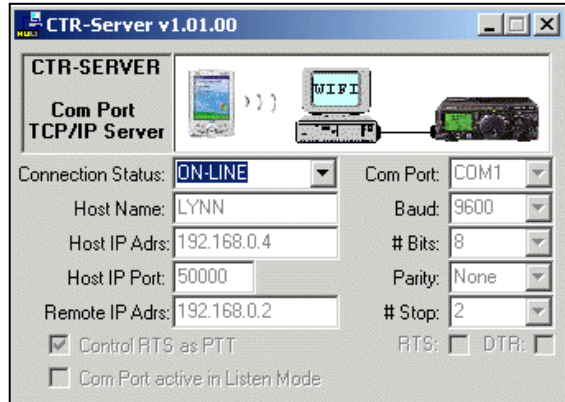 CTR-Server v1.01.00
CTR-SERVER
Com Port
TCP/IP Server
WIFI
Connection Status: ON-LINE
Com Port: COM1
Host Name: LYNN
Baud: 9600
Host IP Adrs: 192.168.0.4
# Bits: 8
Host IP Port: 50000
Parity: None
Remote IP Adrs: 192.168.0.2
# Stop: 2
Control RTS as PTT
RTS: DTR:
Com Port active in Listen Mode